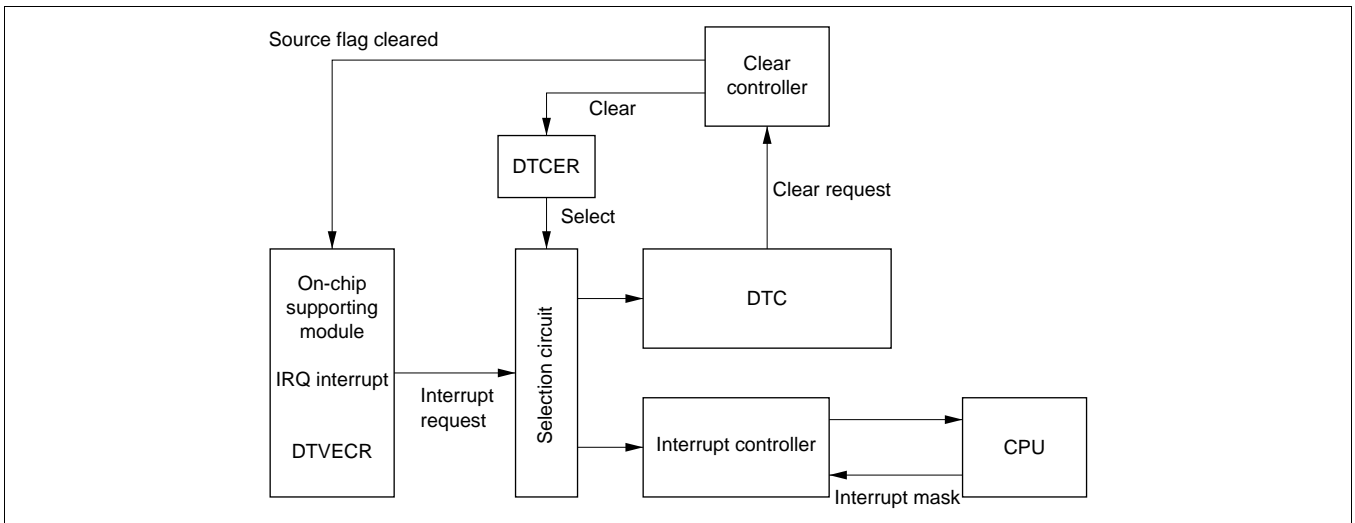 Source flag cleared
Clear
controller
Clear
DTCER
Clear request
Select
On-chip
supporting
module
DTC
Selection circuit
IRQ interrupt
Interrupt
request
Interrupt controller
CPU
DTVECR
Interrupt mask